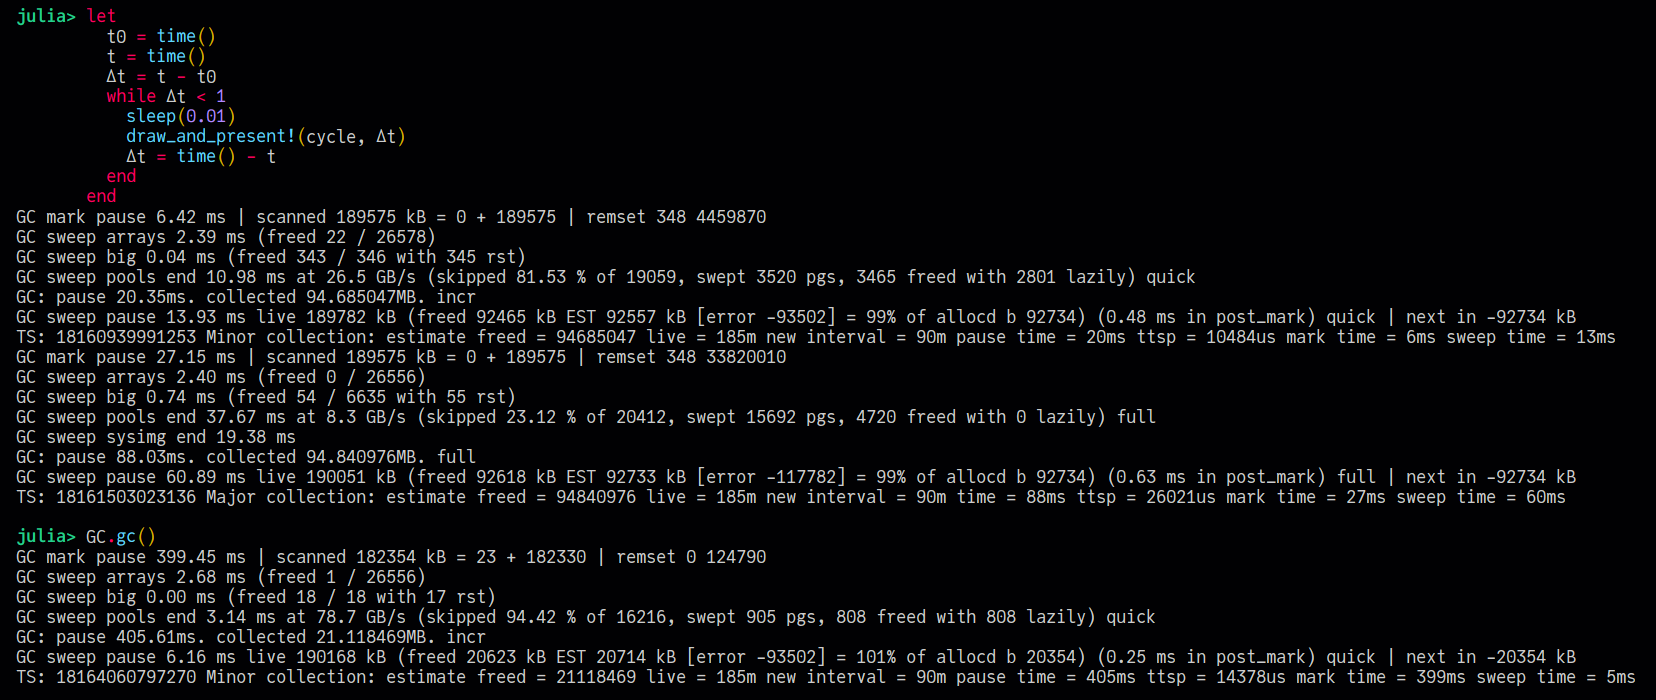 julia> let
t0 = time()
t = time()
Δt = t - t0
while Δt < 1
sleep(0.01)
draw_and_present!(cycle, Δt)
Δt = time() - t
end
end
GC mark pause 6.42 ms | scanned 189575 kB = 0 + 189575 | remset 348 4459870
GC sweep arrays 2.39 ms (freed 22 / 26578)
GC sweep big 0.04 ms (freed 343 / 346 with 345 rst)
GC sweep pools end 10.98 ms at 26.5 GB/s (skipped 81.53 % of 19059, swept 3520 pgs, 3465 freed with 2801 lazily) quick
GC: pause 20.35ms. collected 94.685047MB. incr
GC sweep pause 13.93 ms live 189782 kB (freed 92465 kB EST 92557 kB [error -93502] = 99% of allocd b 92734) (0.48 ms in post_mark) quick | next in -92734 kB
TS: 18160939991253 Minor collection: estimate freed = 94685047 live = 185m new interval = 90m pause time = 20ms ttsp = 10484us mark time = 6ms sweep time = 13ms
GC mark pause 27.15 ms | scanned 189575 kB = 0 + 189575 | remset 348 33820010
GC sweep arrays 2.40 ms (freed 0 / 26556)
GC sweep big 0.74 ms (freed 54 / 6635 with 55 rst)
GC sweep pools end 37.67 ms at 8.3 GB/s (skipped 23.12 % of 20412, swept 15692 pgs, 4720 freed with 0 lazily) full
GC sweep sysimg end 19.38 ms
GC: pause 88.03ms. collected 94.840976MB. full
GC sweep pause 60.89 ms live 190051 kB (freed 92618 kB EST 92733 kB [error -117782] = 99% of allocd b 92734) (0.63 ms in post_mark) full | next in -92734 kB
TS: 18161503023136 Major collection: estimate freed = 94840976 live = 185m new interval = 90m time = 88ms ttsp = 26021us mark time = 27ms sweep time = 60ms
julia> GC.gc()
GC mark pause 399.45 ms | scanned 182354 kB = 23 + 182330 | remset 0 124790
GC sweep arrays 2.68 ms (freed 1 / 26556)
GC sweep big 0.00 ms (freed 18 / 18 with 17 rst)
GC sweep pools end 3.14 ms at 78.7 GB/s (skipped 94.42 % of 16216, swept 905 pgs, 808 freed with 808 lazily) quick
GC: pause 405.61ms. collected 21.118469MB. incr
GC sweep pause 6.16 ms live 190168 kB (freed 20623 kB EST 20714 kB [error -93502] = 101% of allocd b 20354) (0.25 ms in post_mark) quick | next in -20354 kB
TS: 18164060797270 Minor collection: estimate freed = 21118469 live = 185m new interval = 90m pause time = 405ms ttsp = 14378us mark time = 399ms sweep time = 5ms